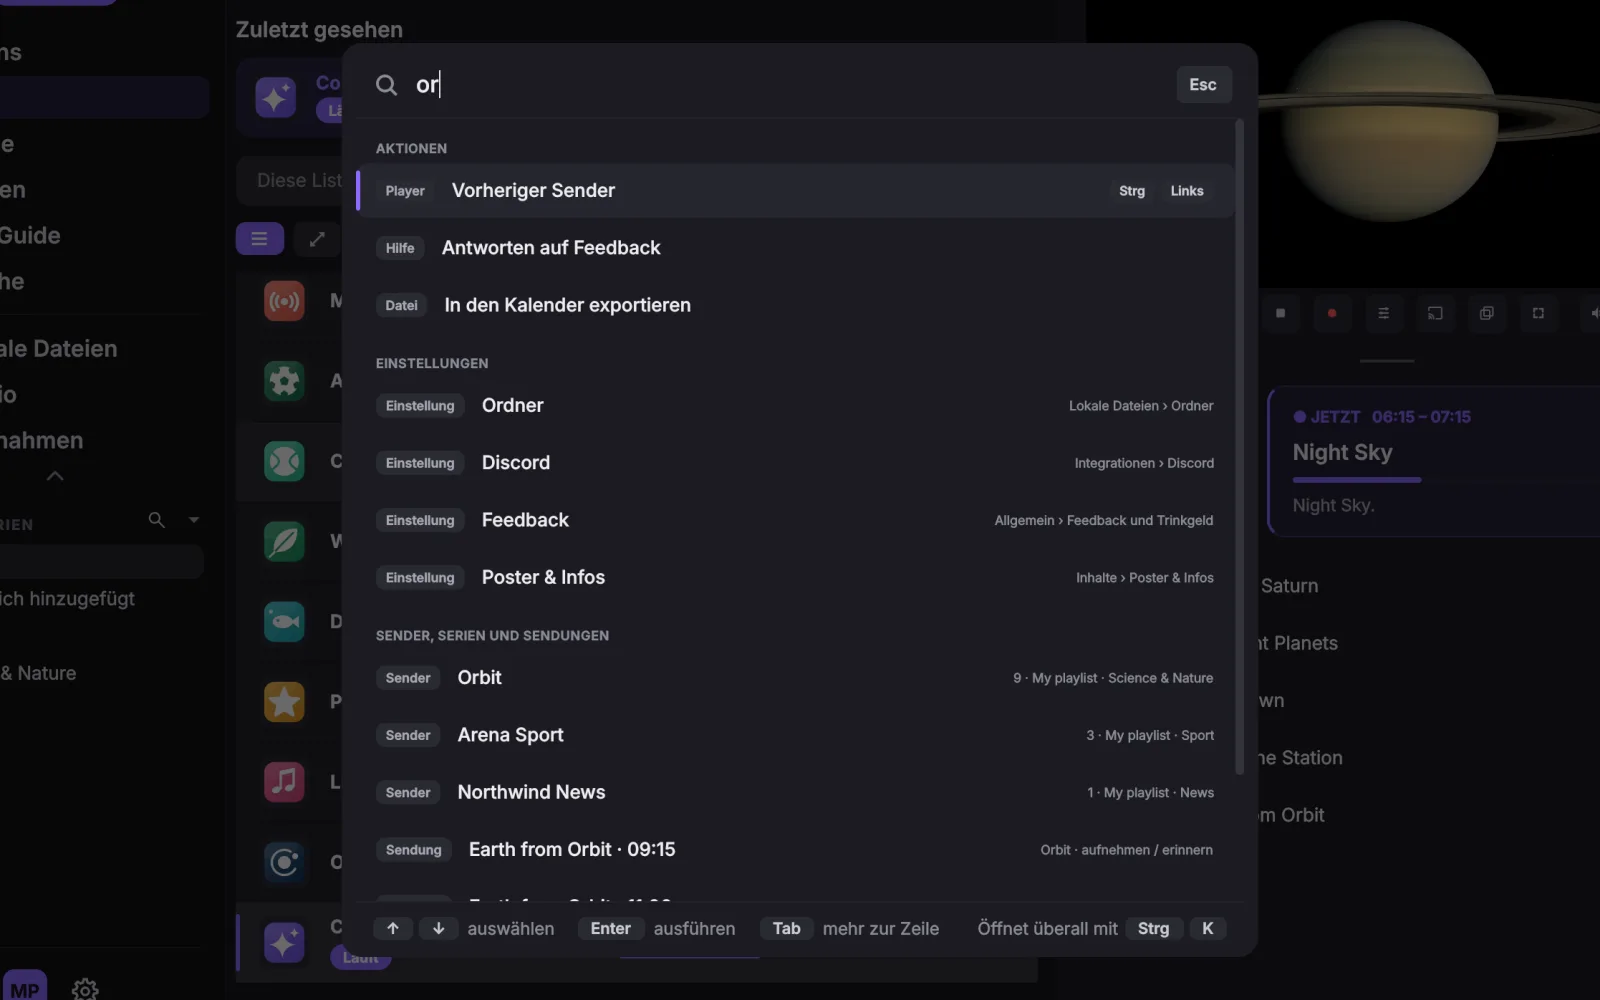 Zuletzt gesehen
or
Esc
AKTIONEN
Player Vorheriger Sender Strg Links
Hilfe Antworten auf Feedback
Datei In den Kalender exportieren
EINSTELLUNGEN
Einstellung Ordner Lokale Dateien › Ordner
Einstellung Discord Integrationen › Discord
Einstellung Feedback Allgemein › Feedback und Trinkgeld
Einstellung Poster & Infos Inhalte › Poster & Infos
SENDER, SERIEN UND SENDUNGEN
Sender Orbit 9 · My playlist · Science & Nature
Sender Arena Sport 3 · My playlist · Sport
Sender Northwind News 1 · My playlist · News
Sendung Earth from Orbit · 09:15 Orbit · aufnehmen / erinnern
↑ ↓ auswählen Enter ausführen Tab mehr zur Zeile Öffnet überall mit Strg K
Guide
Dateien
hinzugefügt
& Nature
MP
Diese
Läuft
JETZT 06:15 – 07:15
Night Sky
Night Sky.
Saturn
Planets
Station
Orbit